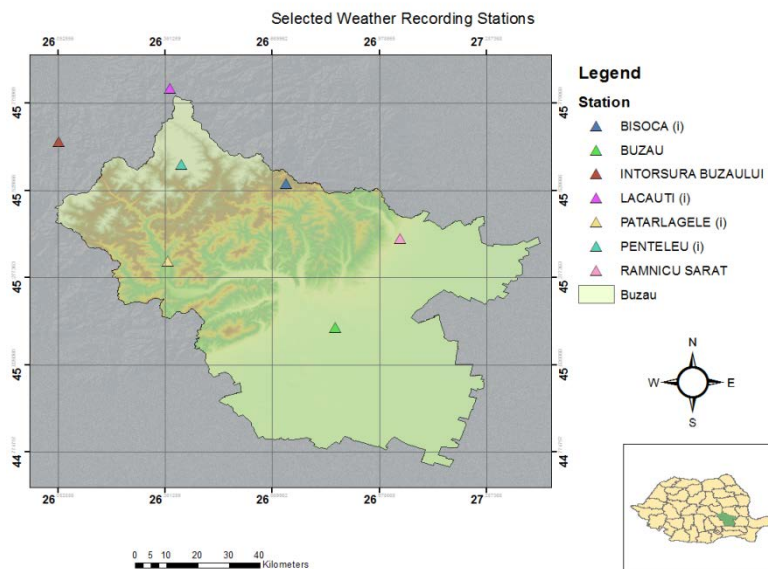 Selected Weather Recording Stations
26 26 26 26 27
45 45
45 45
45 45
45 45
44 44
26 26 26 26 27
0 5 10 20 30 40
Kilometers
Legend
Station
BISOCA (i)
BUZAU
INTORSURA BUZAULUI
LACAUTI (i)
PATARLAGELE (i)
PENTELEU (i)
RAMNICU SARAT
Buzau
N
W E
S